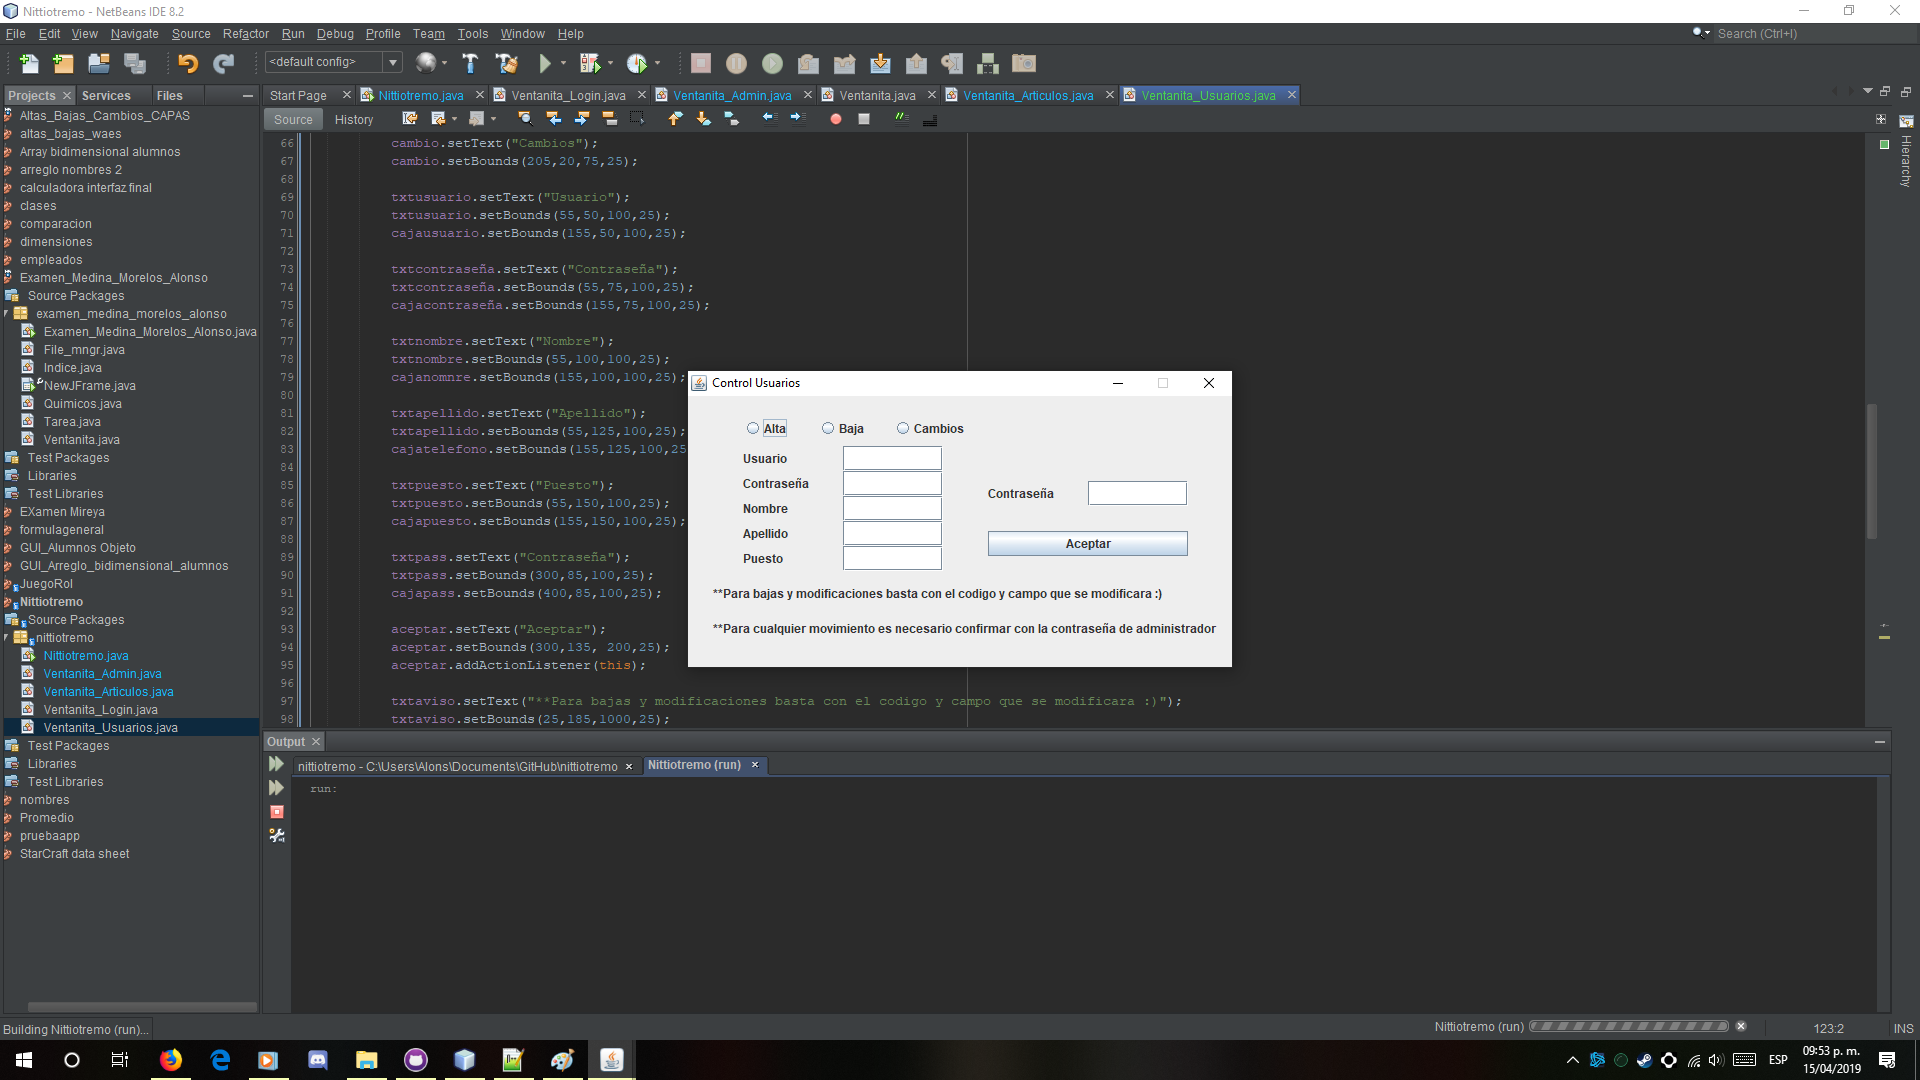 Nittiotremo - NetBeans IDE 8.2
File Edit View Navigate Source Refactor Run Debug Profile Team Tools Window Help
Search (Ctrl+I)
<default config>
Projects Services Files
Start Page Nittiotremo.java Ventanita_Login.java Ventanita_Admin.java Ventanita.java Ventanita_Articulos.java Ventanita_Usuarios.java
Source History
Altas_Bajas_Cambios_CAPAS
altas_bajas_waes
Array bidimensional alumnos
arreglo nombres 2
calculadora interfaz final
clases
comparacion
dimensiones
empleados
Examen_Medina_Morelos_Alonso
Source Packages
examen_medina_morelos_alonso
Examen_Medina_Morelos_Alonso.java
File_mngr.java
Indice.java
NewJFrame.java
Quimicos.java
Tarea.java
Ventanita.java
Test Packages
Libraries
Test Libraries
EXamen Mireya
formulageneral
GUI_Alumnos Objeto
GUI_Arreglo_bidimensional_alumnos
JuegoRol
Nittiotremo
Source Packages
nittiotremo
Nittiotremo.java
Ventanita_Admin.java
Ventanita_Articulos.java
Ventanita_Login.java
Ventanita_Usuarios.java
Test Packages
Libraries
Test Libraries
nombres
Promedio
pruebaapp
StarCraft data sheet
66 cambio.setText("Cambios");
67 cambio.setBounds(205,20,75,25);
68
69 txtusuario.setText("Usuario");
70 txtusuario.setBounds(55,50,100,25);
71 cajausuario.setBounds(155,50,100,25);
72
73 txtcontraseña.setText("Contraseña");
74 txtcontraseña.setBounds(55,75,100,25);
75 cajacontraseña.setBounds(155,75,100,25);
76
77 txtnombre.setText("Nombre");
78 txtnombre.setBounds(55,100,100,25);
79 cajanomnre.setBounds(155,100,100,25);
80
81 txtapellido.setText("Apellido");
82 txtapellido.setBounds(55,125,100,25);
83 cajatelefono.setBounds(155,125,100,25
84
85 txtpuesto.setText("Puesto");
86 txtpuesto.setBounds(55,150,100,25);
87 cajapuesto.setBounds(155,150,100,25);
88
89 txtpass.setText("Contraseña");
90 txtpass.setBounds(300,85,100,25);
91 cajapass.setBounds(400,85,100,25);
92
93 aceptar.setText("Aceptar");
94 aceptar.setBounds(300,135, 200,25);
95 aceptar.addActionListener(this);
96
97 txtaviso.setText("**Para bajas y modificaciones basta con el codigo y campo que se modificara :)");
98 txtaviso.setBounds(25,185,1000,25);
Hierarchy
Control Usuarios
Alta Baja Cambios
Usuario
Contraseña
Nombre
Apellido
Puesto
Contraseña
Aceptar
**Para bajas y modificaciones basta con el codigo y campo que se modificara :)
**Para cualquier movimiento es necesario confirmar con la contraseña de administrador
Output
nittiotremo - C:\Users\Alons\Documents\GitHub\nittiotremo Nittiotremo (run)
run:
Building Nittiotremo (run)...
Nittiotremo (run)
123:2 INS
ESP
09:53 p. m.
15/04/2019